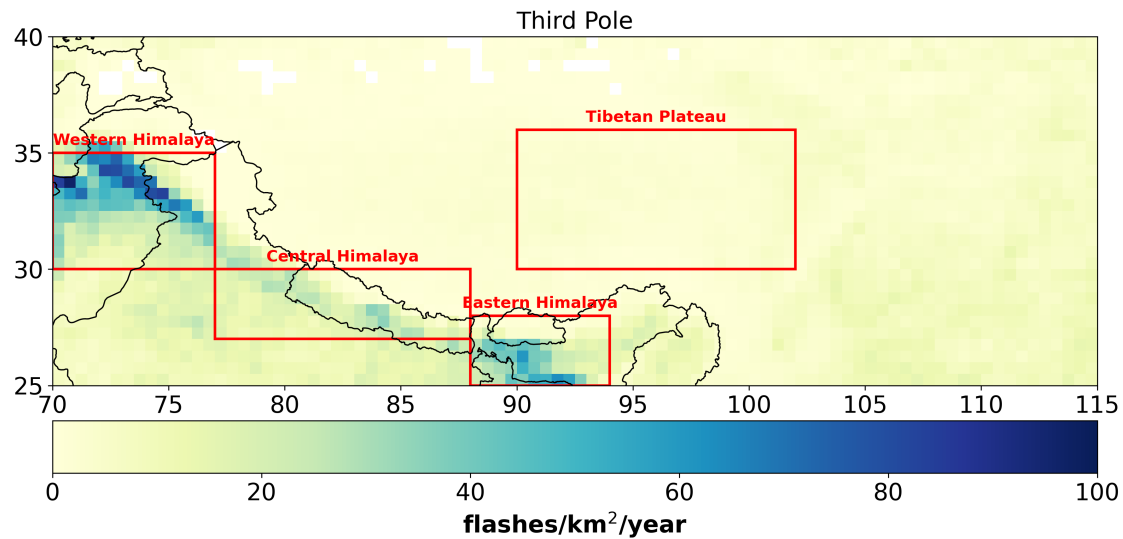 Third Pole
40
Tibetan Plateau
Western Himalaya
35
Central Himalaya
30
Eastern Himalaya
25
70 75 80 85 90 95 100 105 110 115
0 20 40 60 80 100
flashes/km²/year